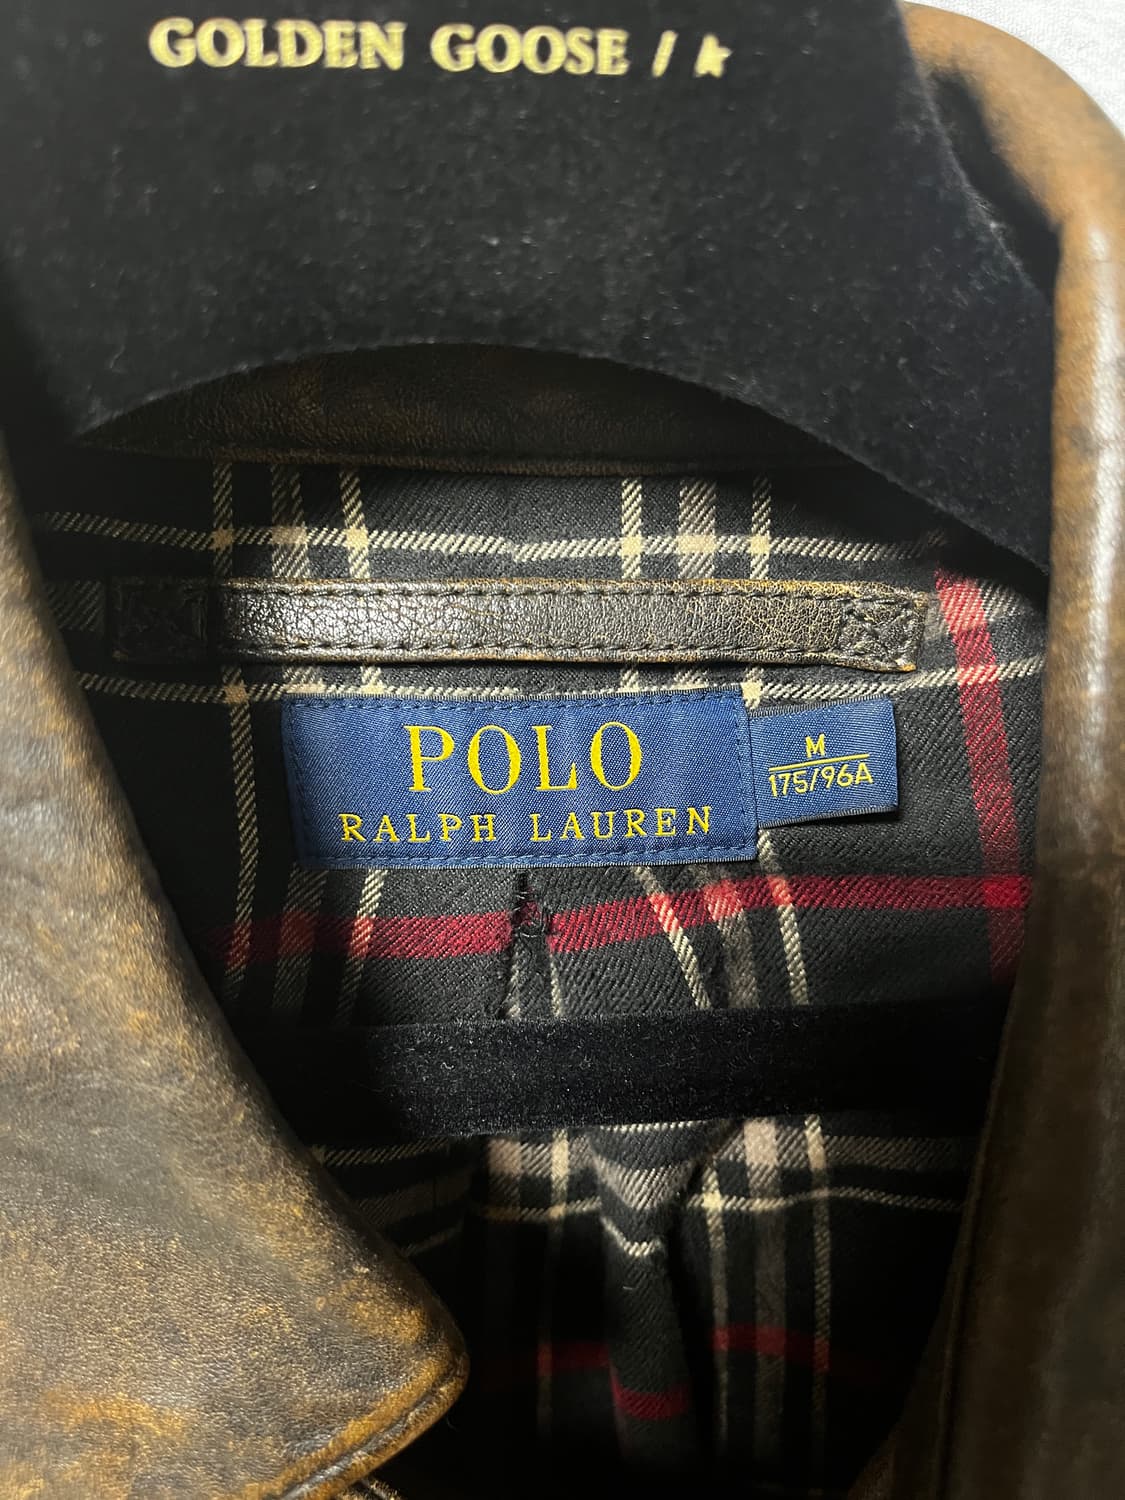 GOLDEN GOOSE /
POLO
RALPH LAUREN
M
175/96A